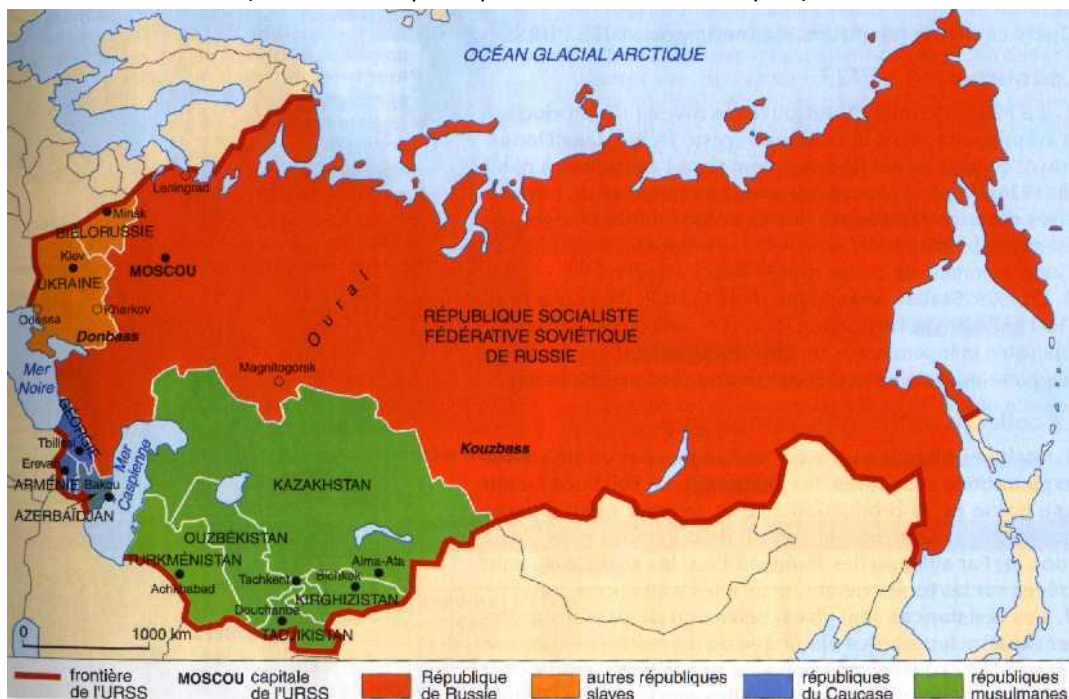 OCÉAN GLACIAL ARCTIQUE
Leningrad
Minsk
BIÉLORUSSIE
Kiev
MOSCOU
UKRAINE
Kharkov
Odessa
Donbass
Oural
RÉPUBLIQUE SOCIALISTE
FÉDÉRATIVE SOVIÉTIQUE
DE RUSSIE
Magnitogorsk
Mer
Noire
GÉORGIE
Tbilissi
Mer
Caspienne
Erevan
ARMÉNIE
Bakou
AZERBAÏDJAN
Kouzbass
KAZAKHSTAN
OUZBÉKISTAN
TURKMÉNISTAN
Alma-Ata
Tachkent
Bichkek
Achkabad
KIRGHIZISTAN
Douchanbe
TADJIKISTAN
0
1000 km
frontière
de l'URSS
MOSCOU
capitale
de l'URSS
République
de Russie
autres républiques
slaves
républiques
du Caucase
républiques
musulmanes